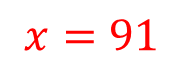 x = 91